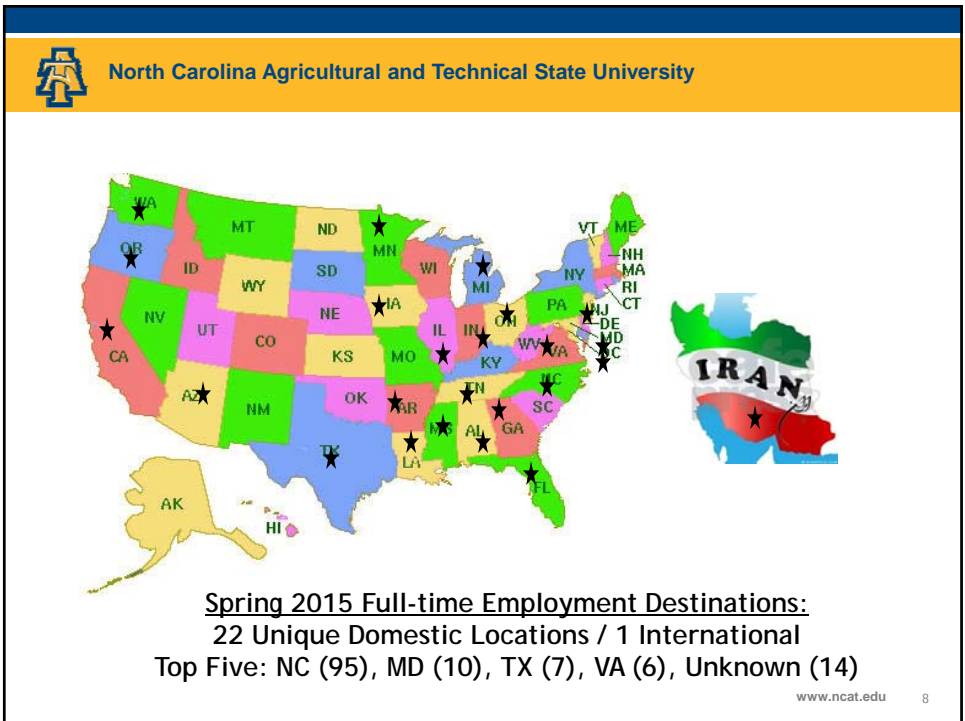 North Carolina Agricultural and Technical State University
WA
MT
ND
MN
VT
ME
OR
ID
SD
WI
MI
NY
NH
MA
RI
CT
WY
IA
PA
NJ
NV
UT
NE
IL
IN
OH
DE
MD
CA
CO
KS
MO
KY
WV
VA
DC
AZ
NM
OK
AR
TN
NC
SC
TX
LA
MS
AL
GA
FL
AK
HI
IRAN
Spring 2015 Full-time Employment Destinations:
22 Unique Domestic Locations / 1 International
Top Five: NC (95), MD (10), TX (7), VA (6), Unknown (14)
www.ncat.edu 8